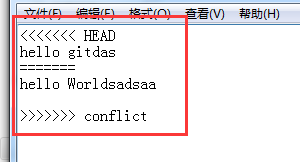 文件(F) 编辑(E) 格式(O) 查看(V) 帮助(H)
<<<<<<< HEAD
hello gitdas
=======
hello Worldsadsaa

>>>>>>> conflict